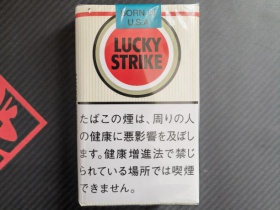 BORN IN
U.S.A.
LUCKY
STRIKE
たばこの煙は、周りの人
の健康に悪影響を及ぼし
ます。健康増進法で禁じ
られている場所では喫煙
できません。